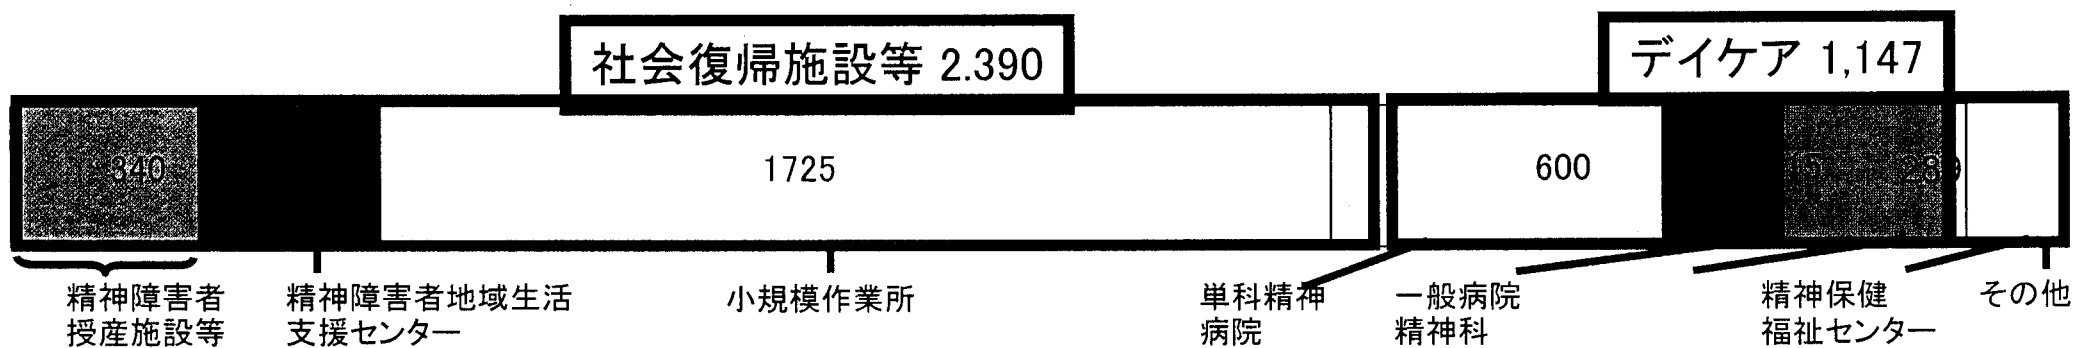 社会復帰施設等 2.390
デイケア 1,147
340
1725
600
精神障害者
授産施設等
精神障害者地域生活
支援センター
小規模作業所
単科精神
病院
一般病院
精神科
精神保健
福祉センター
その他